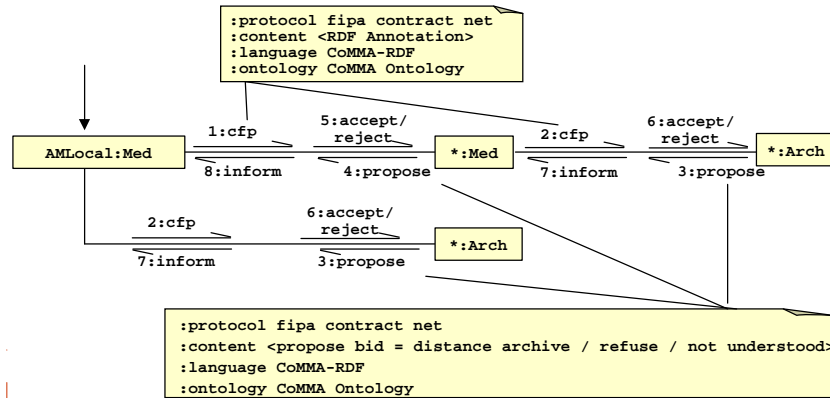 :protocol fipa contract net
:content <RDF Annotation>
:language CoMMA-RDF
:ontology CoMMA Ontology
AMLocal:Med
1:cfp
8:inform
5:accept/
reject
4:propose
*:Med
2:cfp
7:inform
6:accept/
reject
3:propose
*:Arch
2:cfp
7:inform
6:accept/
reject
3:propose
*:Arch
:protocol fipa contract net
:content <propose bid = distance archive / refuse / not understood>
:language CoMMA-RDF
:ontology CoMMA Ontology